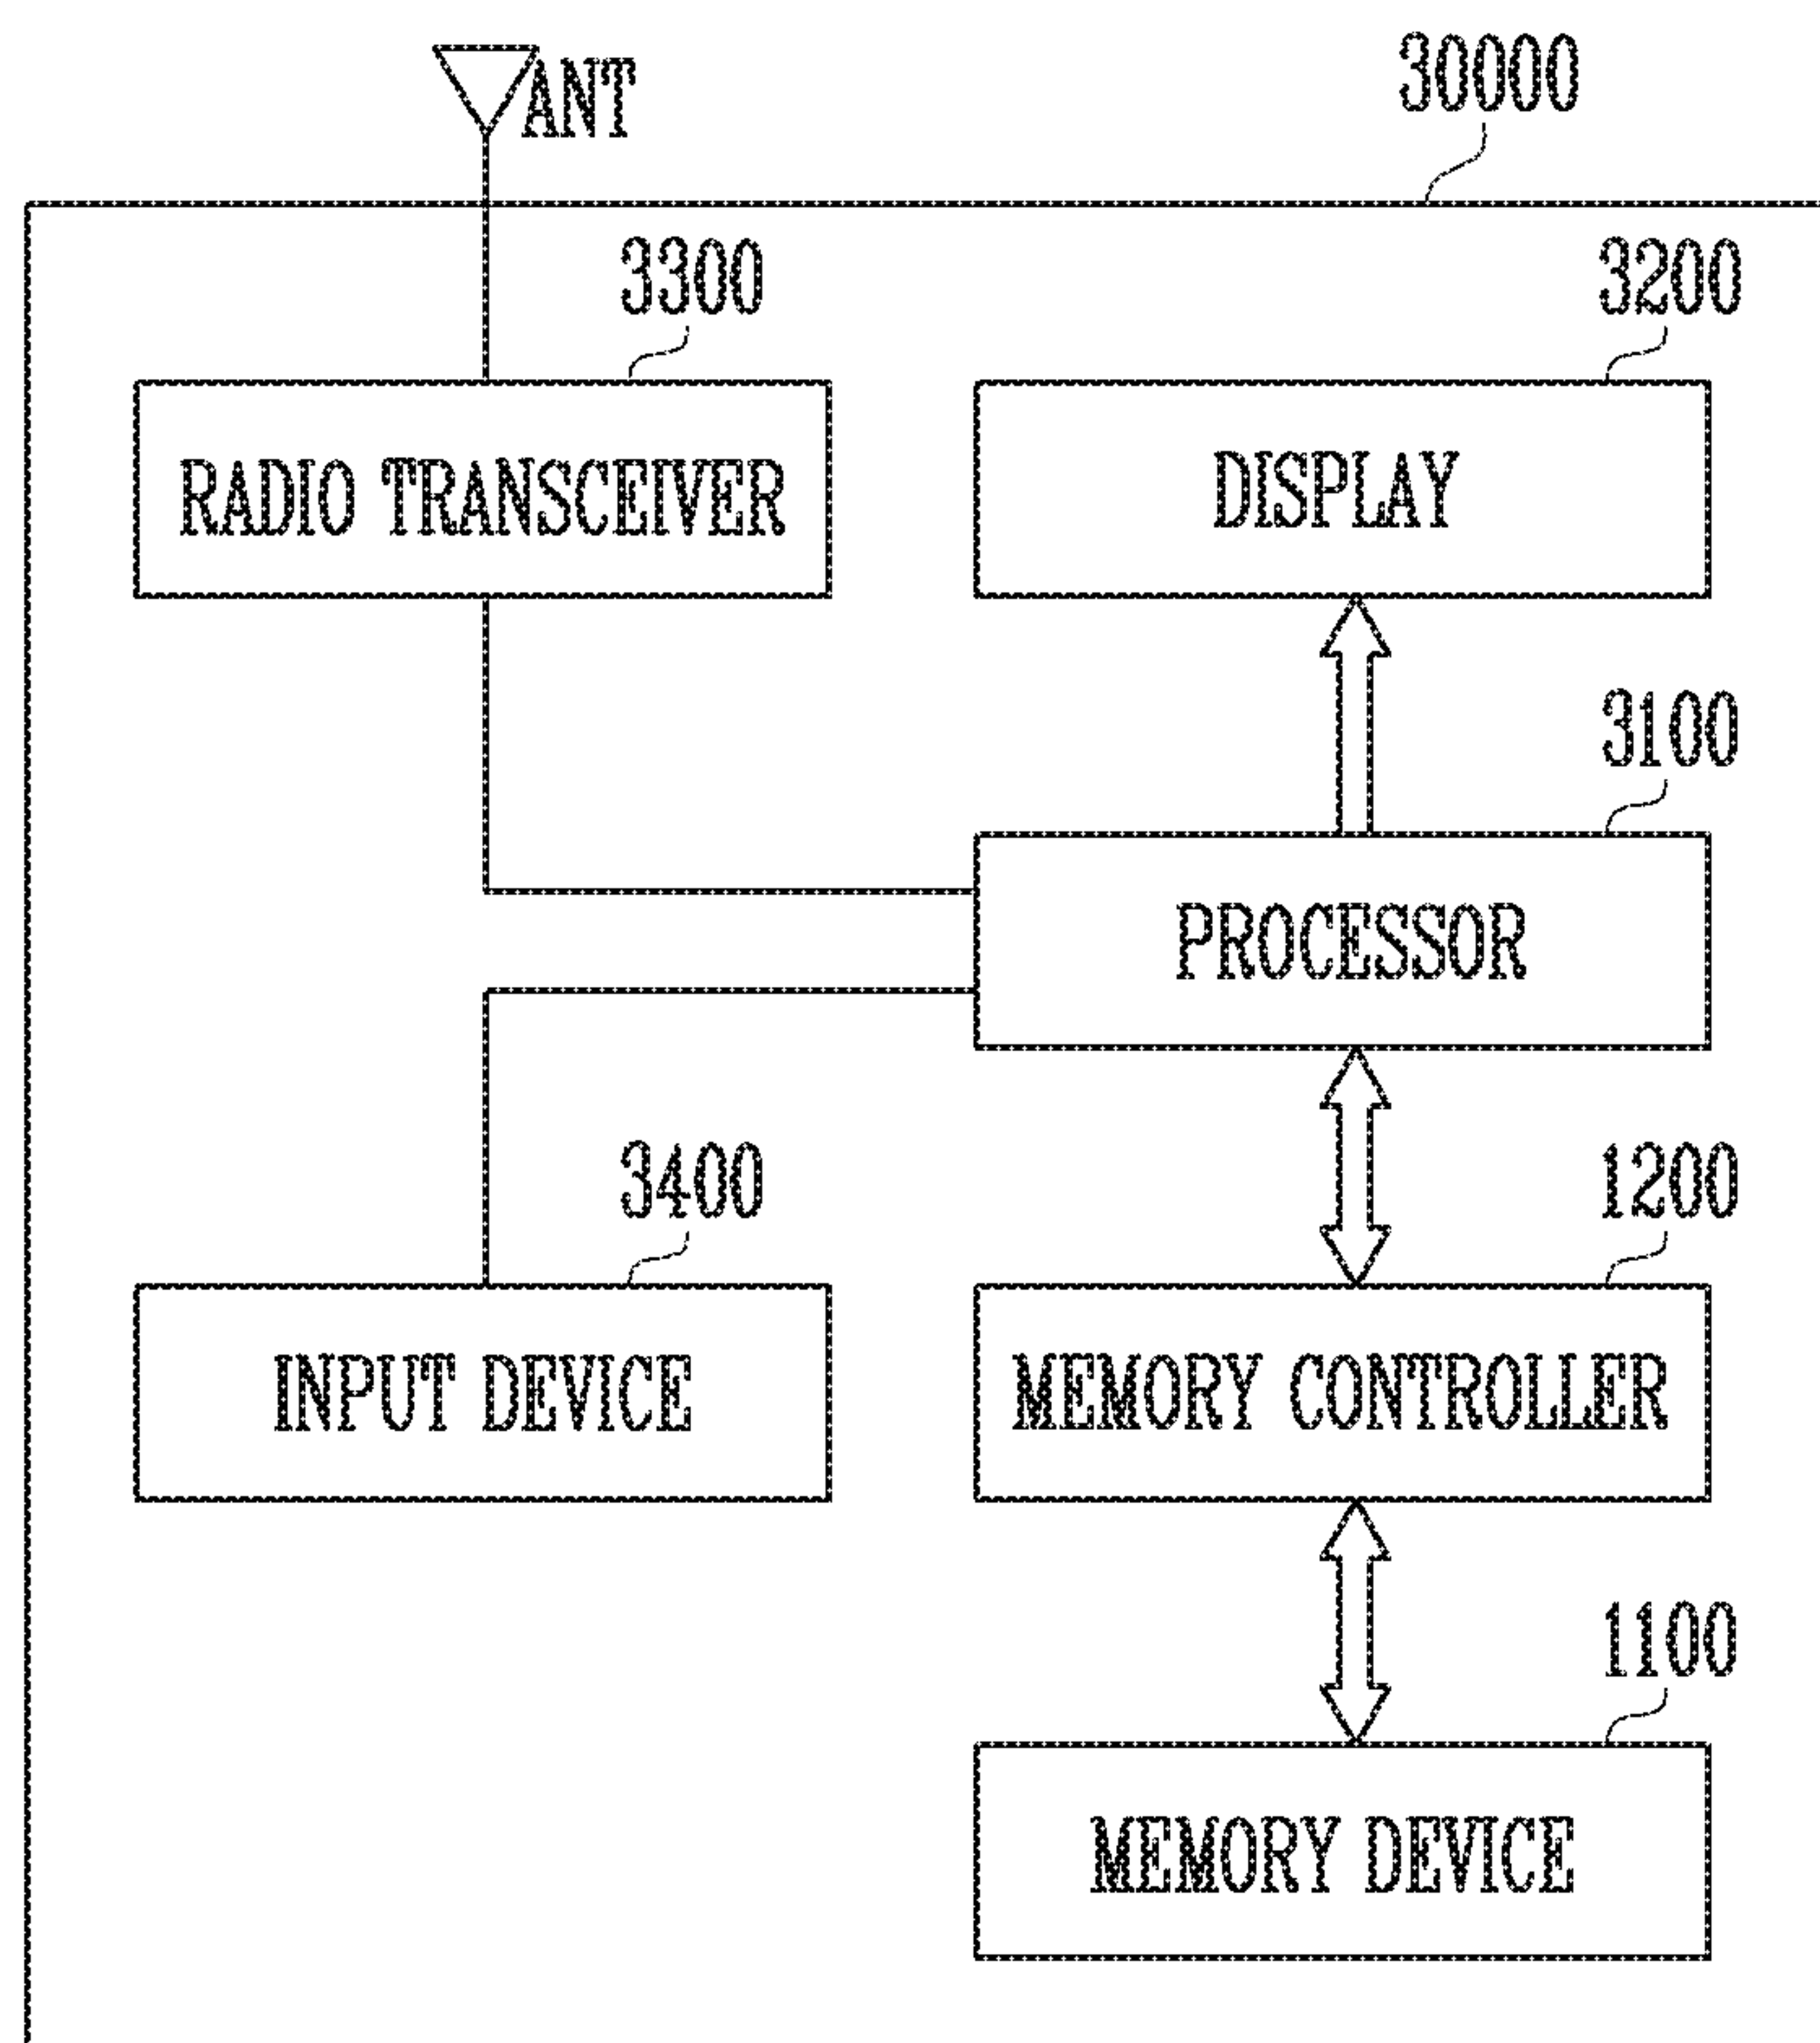 ANT
30000
3300
3200
RADIO TRANSCEIVER
DISPLAY
3100
PROCESSOR
3400
1200
INPUT DEVICE
MEMORY CONTROLLER
1100
MEMORY DEVICE